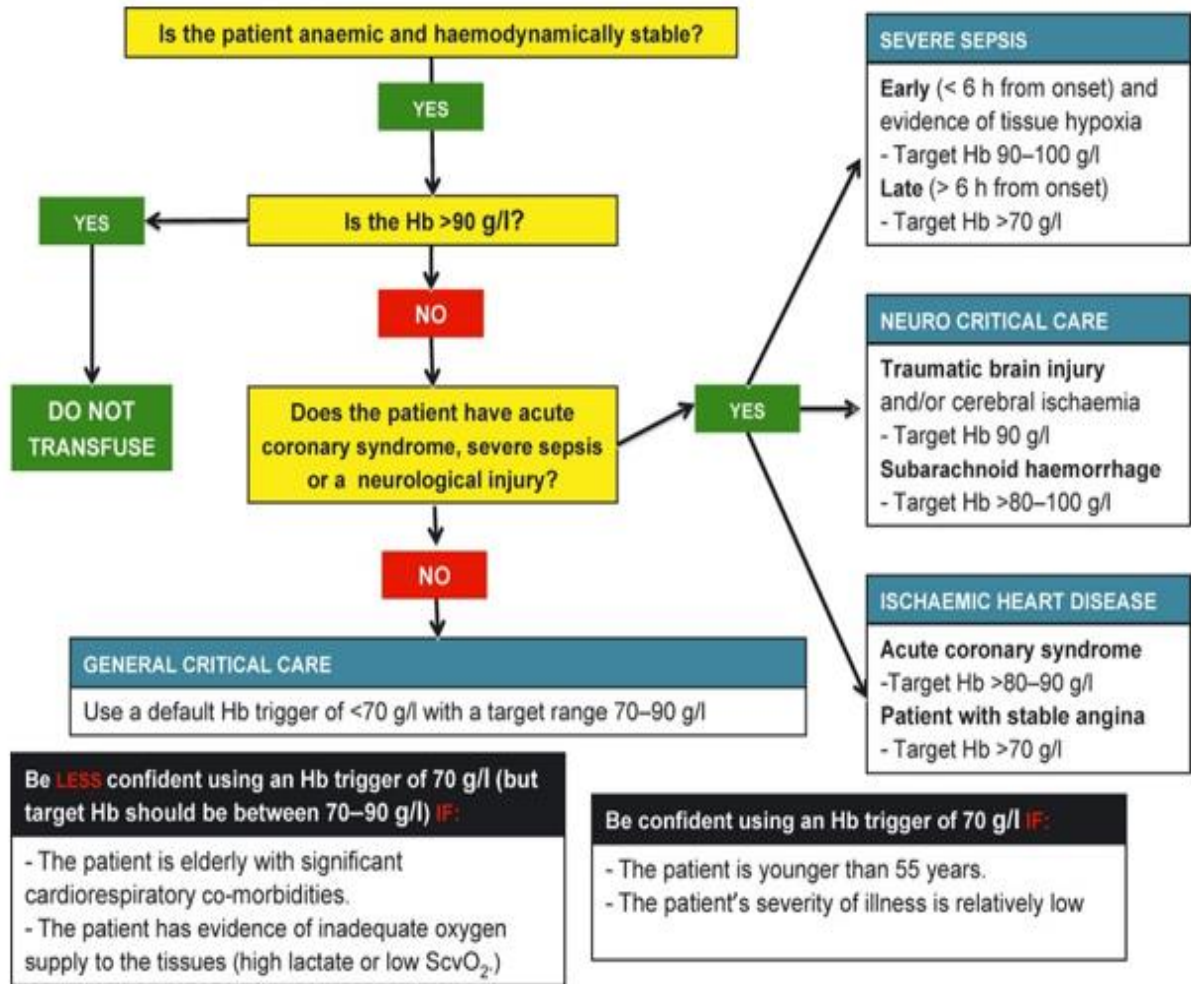 Is the patient anaemic and haemodynamically stable?
YES
Is the Hb >90 g/l?
YES
DO NOT
TRANSFUSE
NO
Does the patient have acute
coronary syndrome, severe sepsis
or a neurological injury?
YES
NO
GENERAL CRITICAL CARE
Use a default Hb trigger of <70 g/l with a target range 70–90 g/l
SEVERE SEPSIS
Early (< 6 h from onset) and
evidence of tissue hypoxia
- Target Hb 90–100 g/l
Late (> 6 h from onset)
- Target Hb >70 g/l
NEURO CRITICAL CARE
Traumatic brain injury
and/or cerebral ischaemia
- Target Hb 90 g/l
Subarachnoid haemorrhage
- Target Hb >80–100 g/l
ISCHAEMIC HEART DISEASE
Acute coronary syndrome
-Target Hb >80–90 g/l
Patient with stable angina
- Target Hb >70 g/l
Be LESS confident using an Hb trigger of 70 g/l (but
target Hb should be between 70–90 g/l) IF:
- The patient is elderly with significant
cardiorespiratory co-morbidities.
- The patient has evidence of inadequate oxygen
supply to the tissues (high lactate or low ScvO₂.)
Be confident using an Hb trigger of 70 g/l IF:
- The patient is younger than 55 years.
- The patient's severity of illness is relatively low